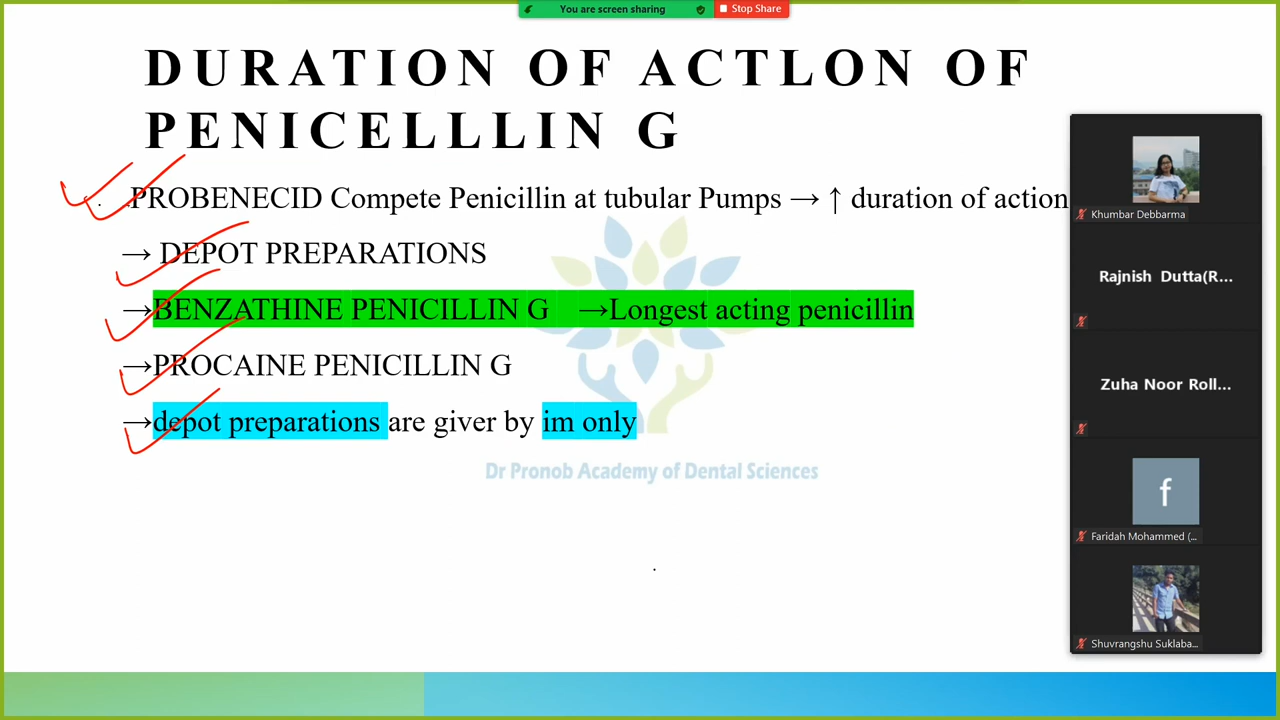 You are screen sharing
Stop Share
DURATION OF ACTLON OF
PENICELLLIN G
.PROBENECID Compete Penicillin at tubular Pumps → ↑ duration of action
→ DEPOT PREPARATIONS
→BENZATHINE PENICILLIN G →Longest acting penicillin
→PROCAINE PENICILLIN G
→depot preparations are giver by im only
Dr Pronob Academy of Dental Sciences
Khumbar Debbarma
Rajnish Dutta(R...
Zuha Noor Roll...
f
Faridah Mohammed (...
Shuvrangshu Suklaba...